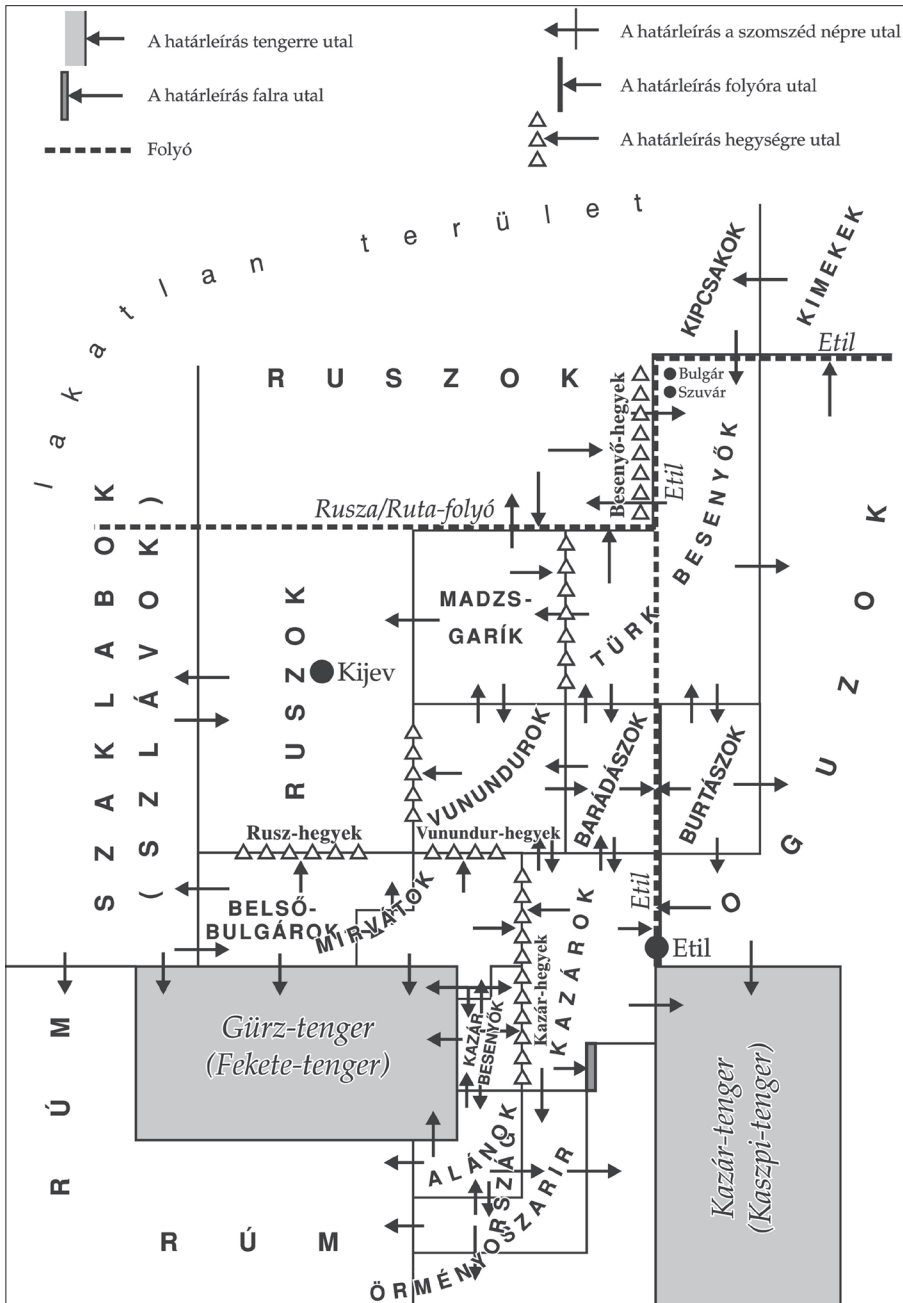 A határleírás tengerre utal
A határleírás a szomszéd népre utal
A határleírás falra utal
A határleírás folyóra utal
Folyó
A határleírás hegységre utal
lakatlan terület
KIPCSAKOK
KIMEKEK
Etil
RUSZOK
Bulgár
Szuvár
Besenyő-hegyek
Etil
BESENYŐK
Rusza/Ruta-folyó
SZAKLABOK
(SZLÁVOK)
RUSZOK
Kijev
MADZS-
GARÍK
TÜRK
OGUZOK
VUNUNDUROK
BARÁDÁSZOK
BURTÁSZOK
Rusz-hegyek
Vunundur-hegyek
BELSŐ-
BULGÁROK
MIRVÁTOK
Kazár-hegyek
KAZÁROK
Etil
Etil
Gürz-tenger
(Fekete-tenger)
KAZÁR
BESENYŐK
Kazár-tenger
(Kaszpi-tenger)
RÚM
RÚM
ALÁNOK
SZARIR
ÖRMÉNYORSZÁG